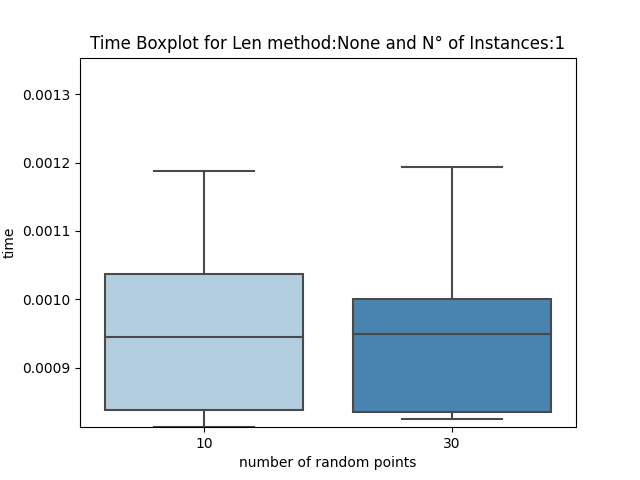 Time Boxplot for Len method:None and N° of Instances:1
0.0013
0.0012
0.0011
0.0010
0.0009
time
10 30
number of random points